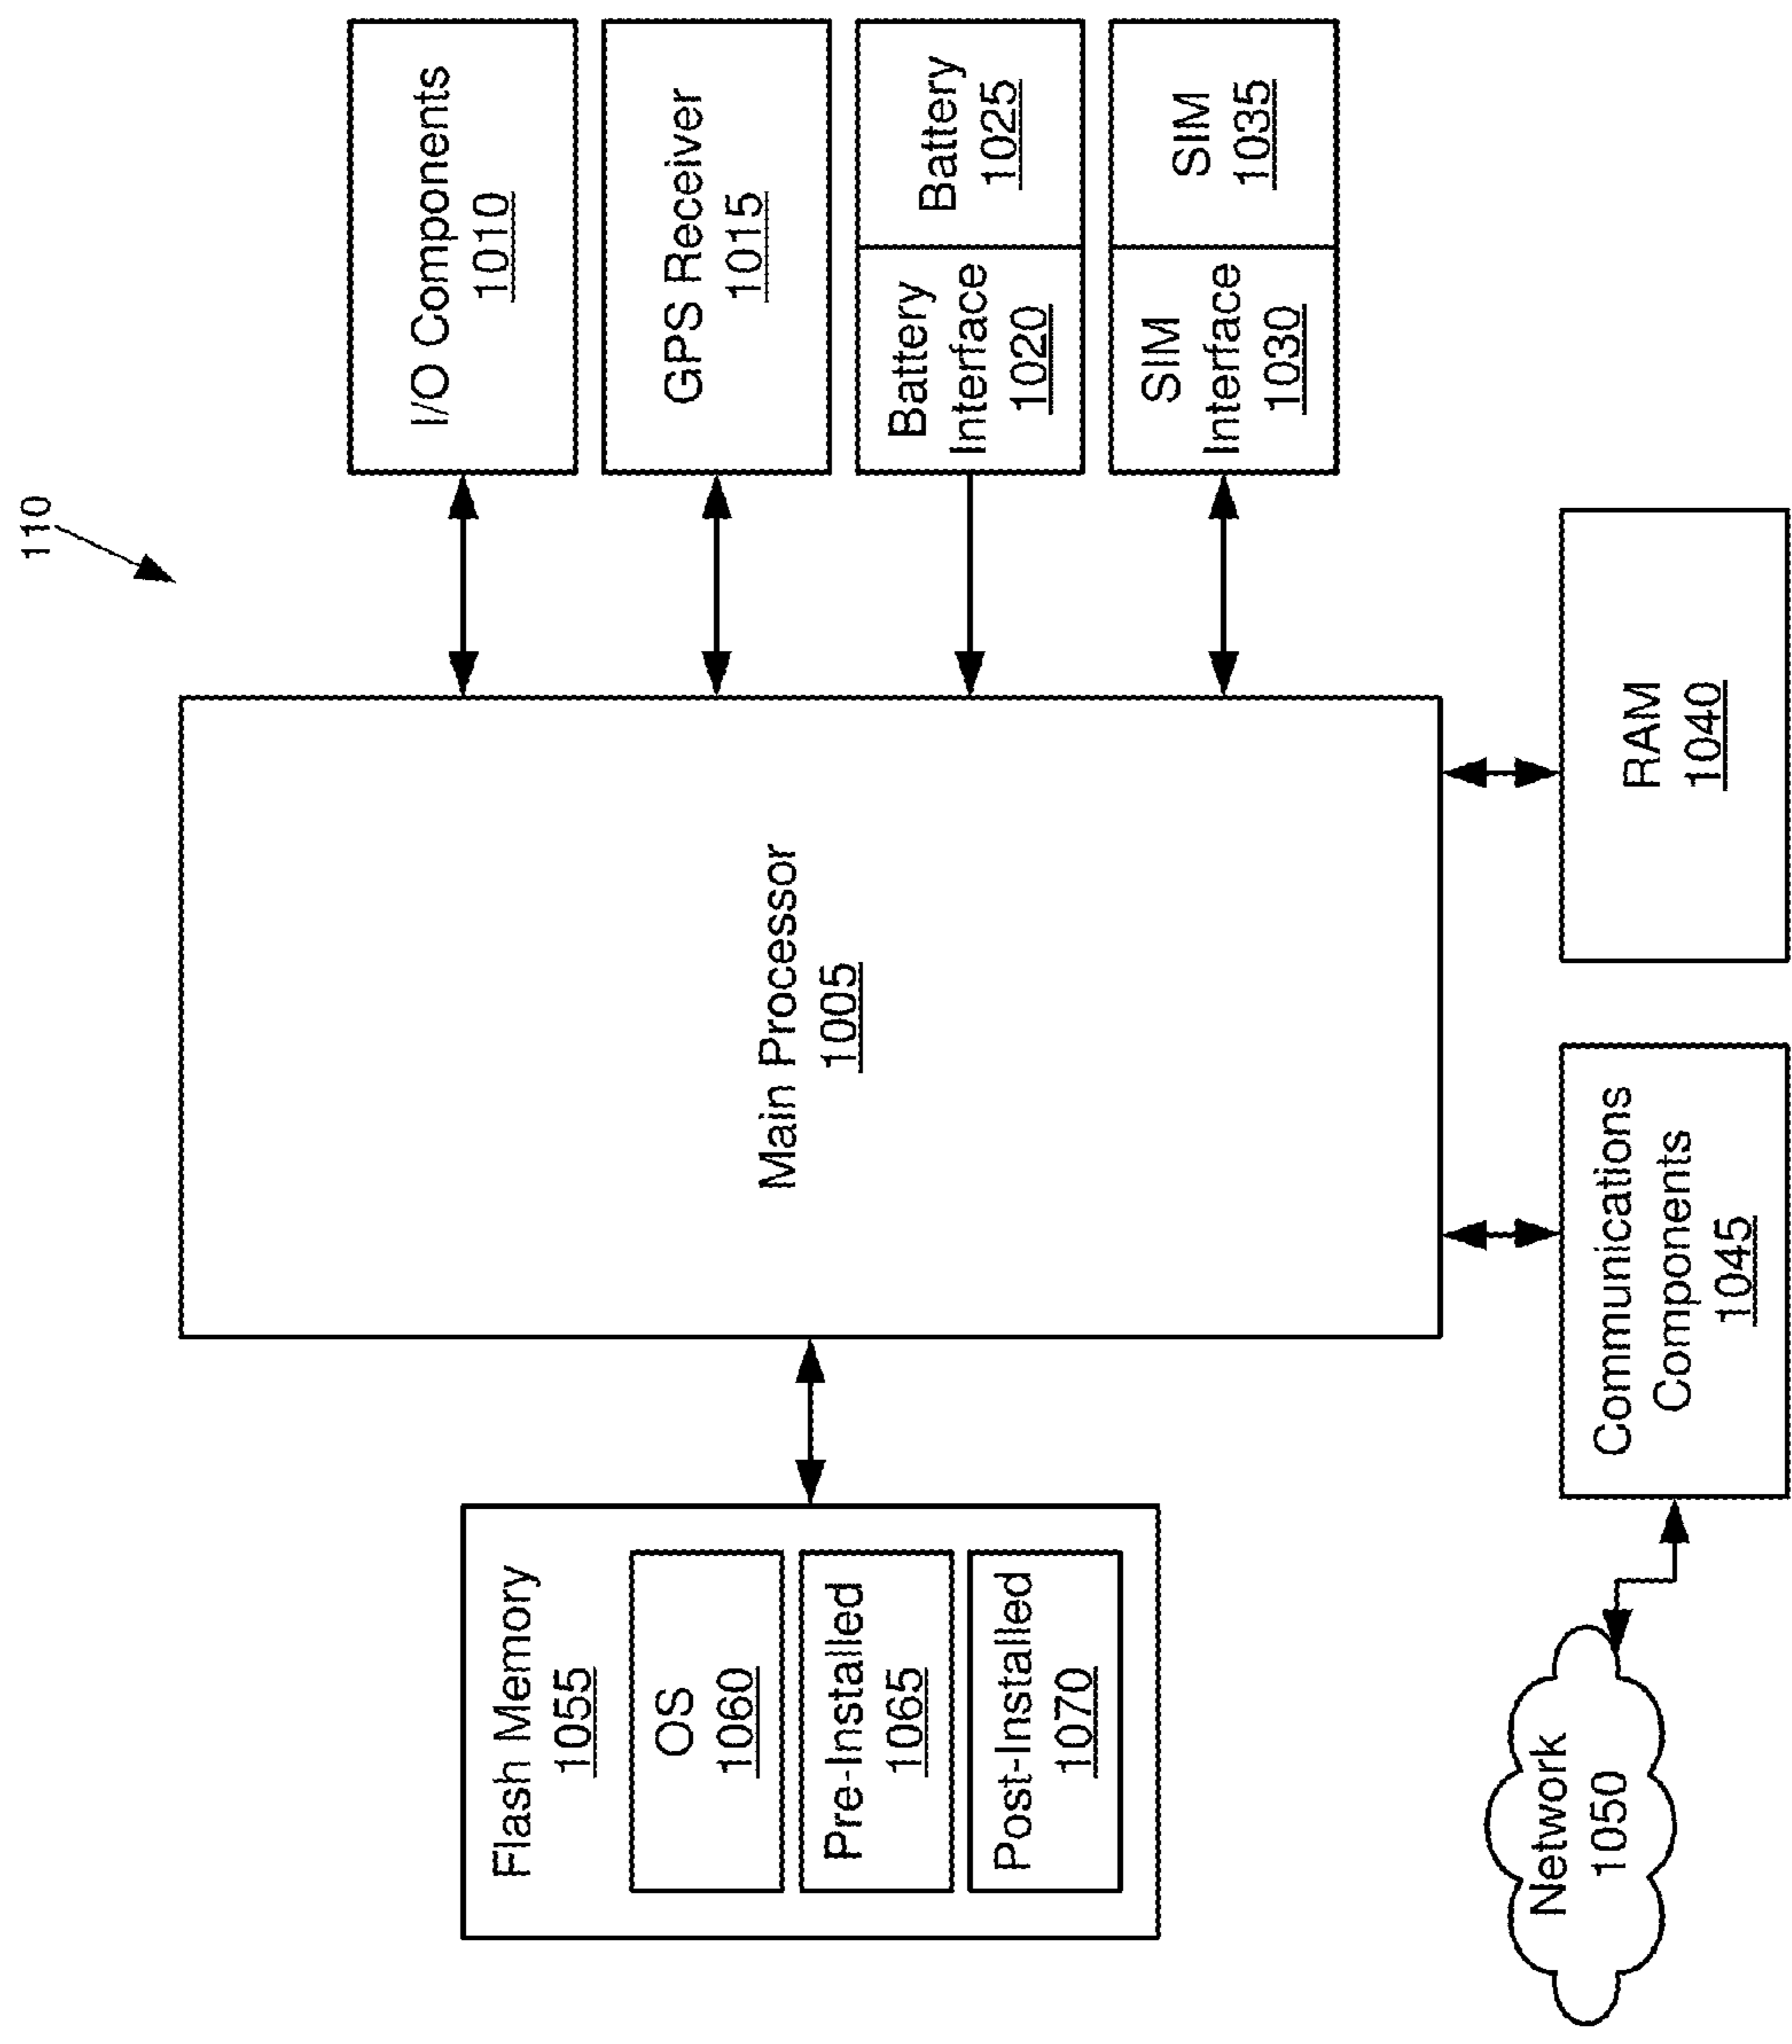 110
Flash Memory
1055
OS
1060
Pre-Installed
1065
Post-Installed
1070
Main Processor
1005
I/O Components
1010
GPS Receiver
1015
Battery
Interface
1020
Battery
1025
SIM
Interface
1030
SIM
1035
Network
1050
Communications
Components
1045
RAM
1040